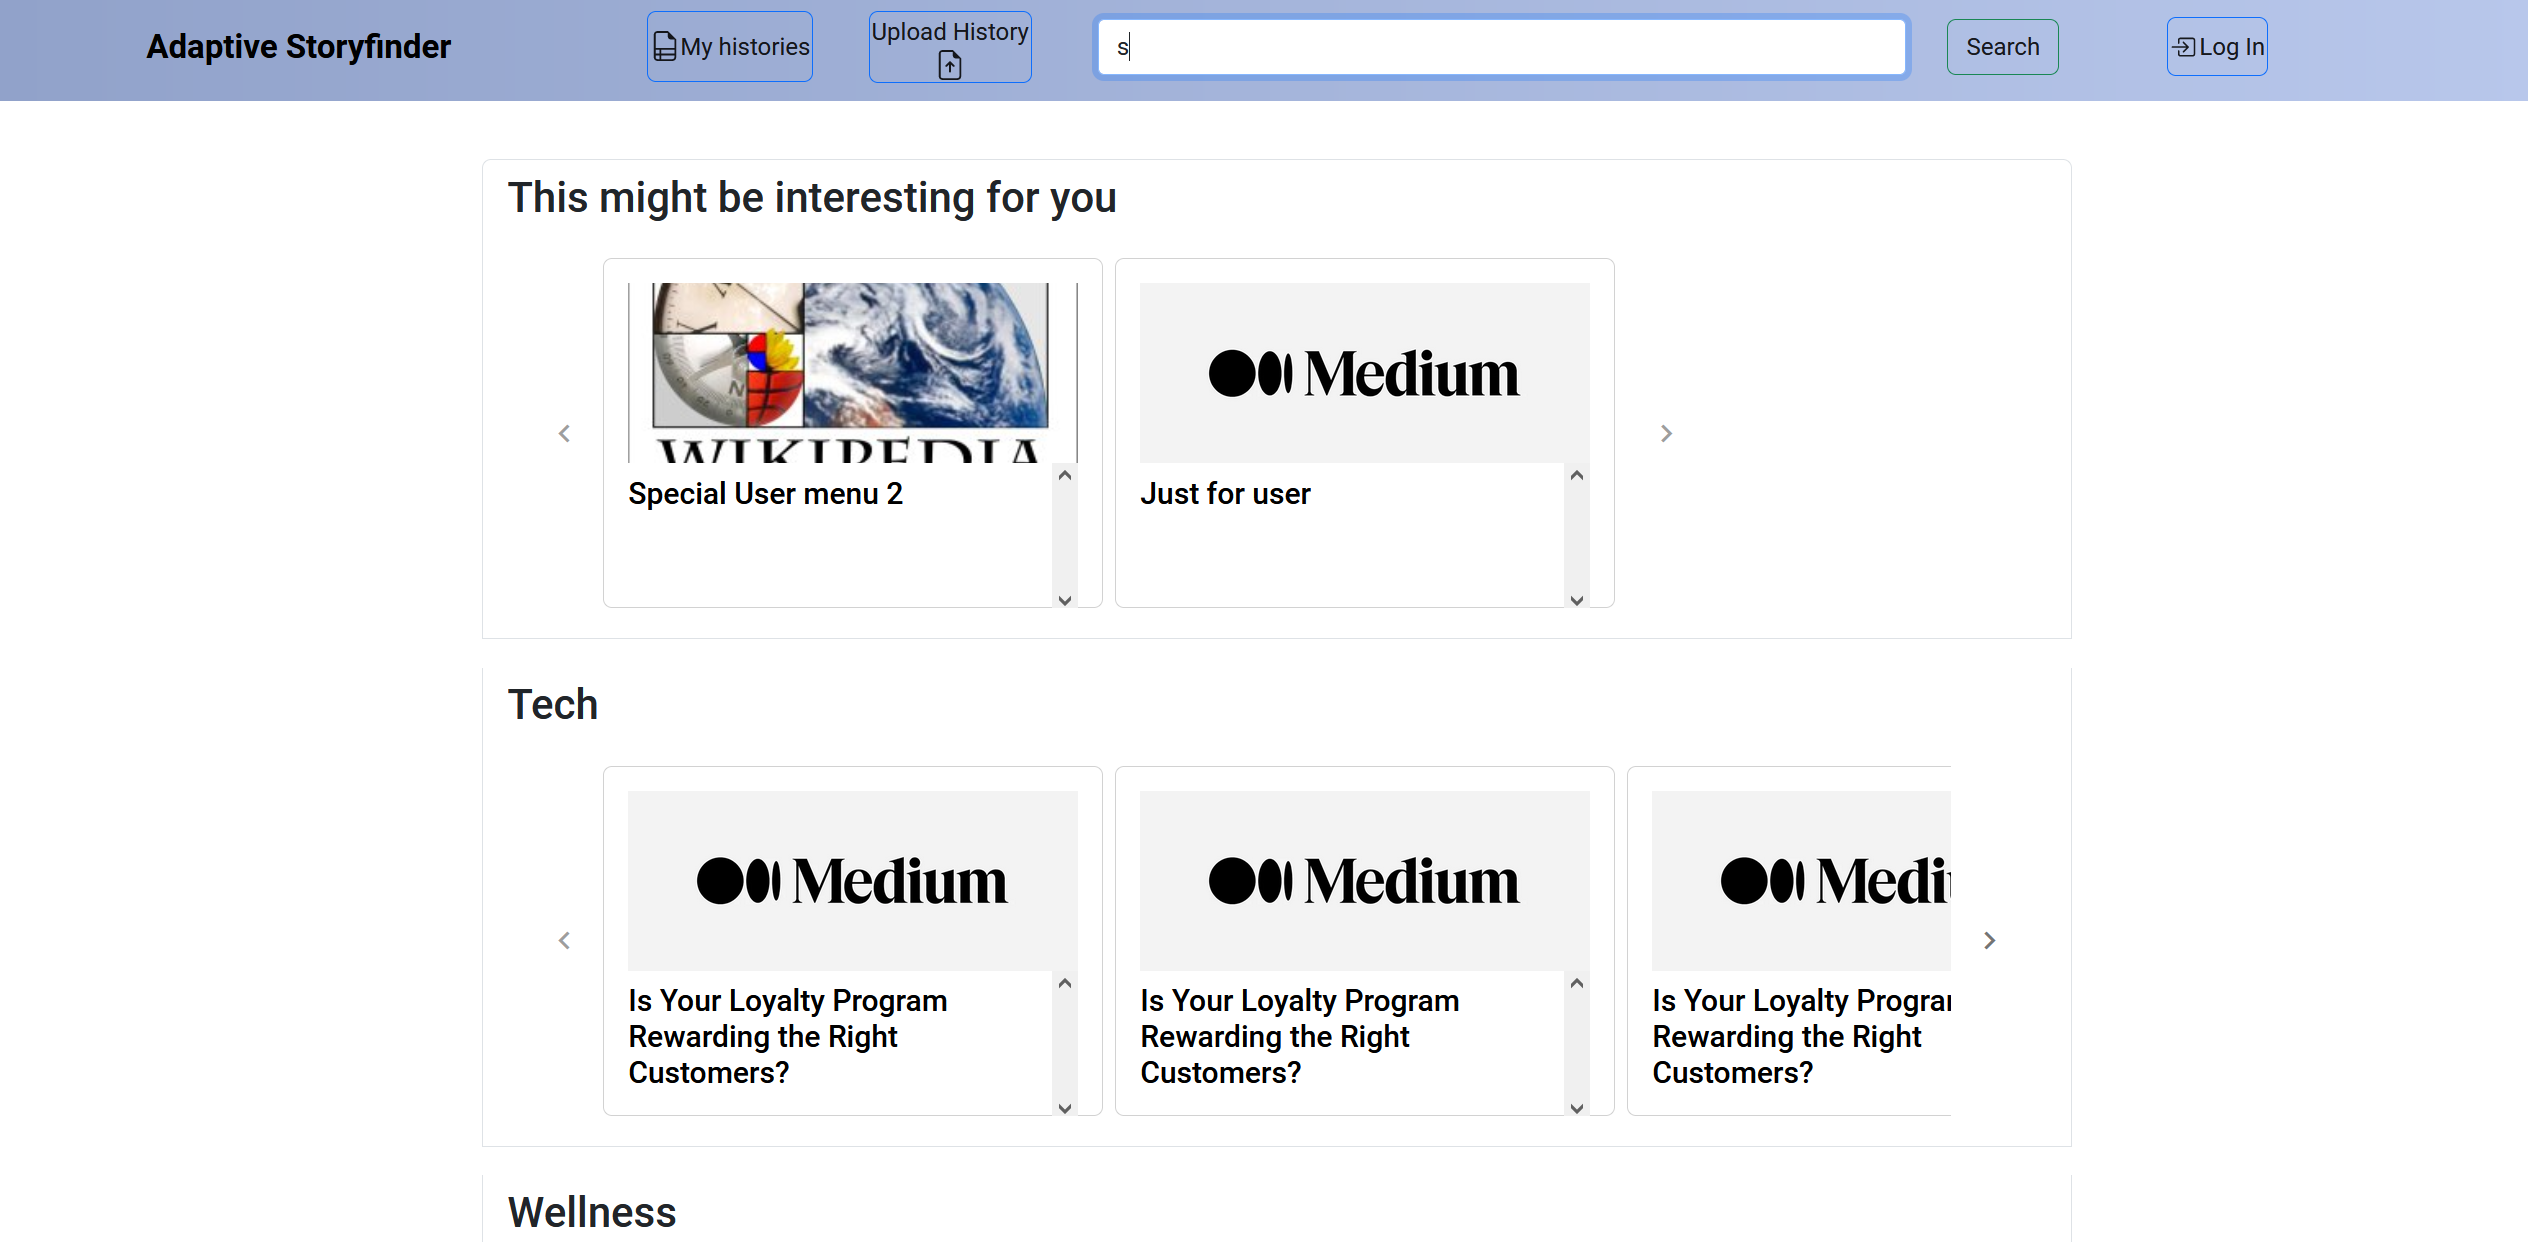 Adaptive Storyfinder
My histories
Upload History
s
Search
Log In
This might be interesting for you
WIKIPEDIA
Medium
Special User menu 2
Just for user
Tech
Medium
Medium
Medi
Is Your Loyalty Program
Rewarding the Right
Customers?
Is Your Loyalty Program
Rewarding the Right
Customers?
Is Your Loyalty Progra
Rewarding the Right
Customers?
Wellness